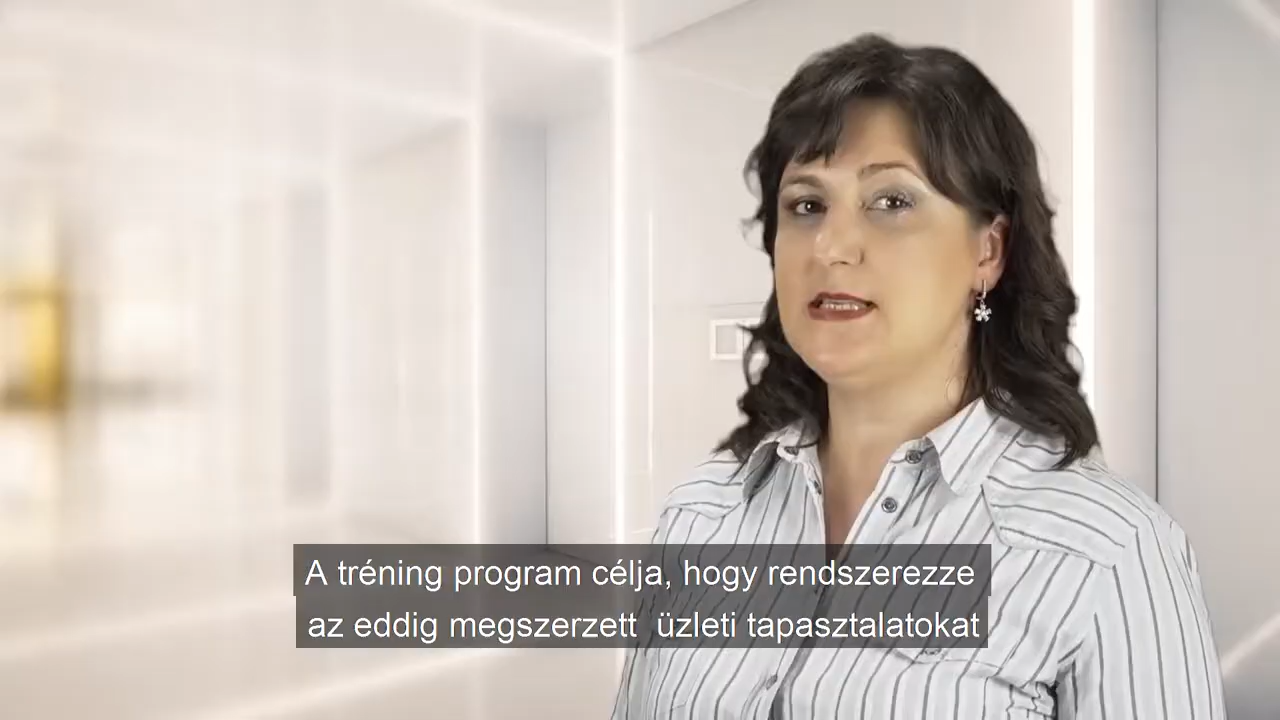 A tréning program célja, hogy rendszerezze
az eddig megszerzett  üzleti tapasztalatokat